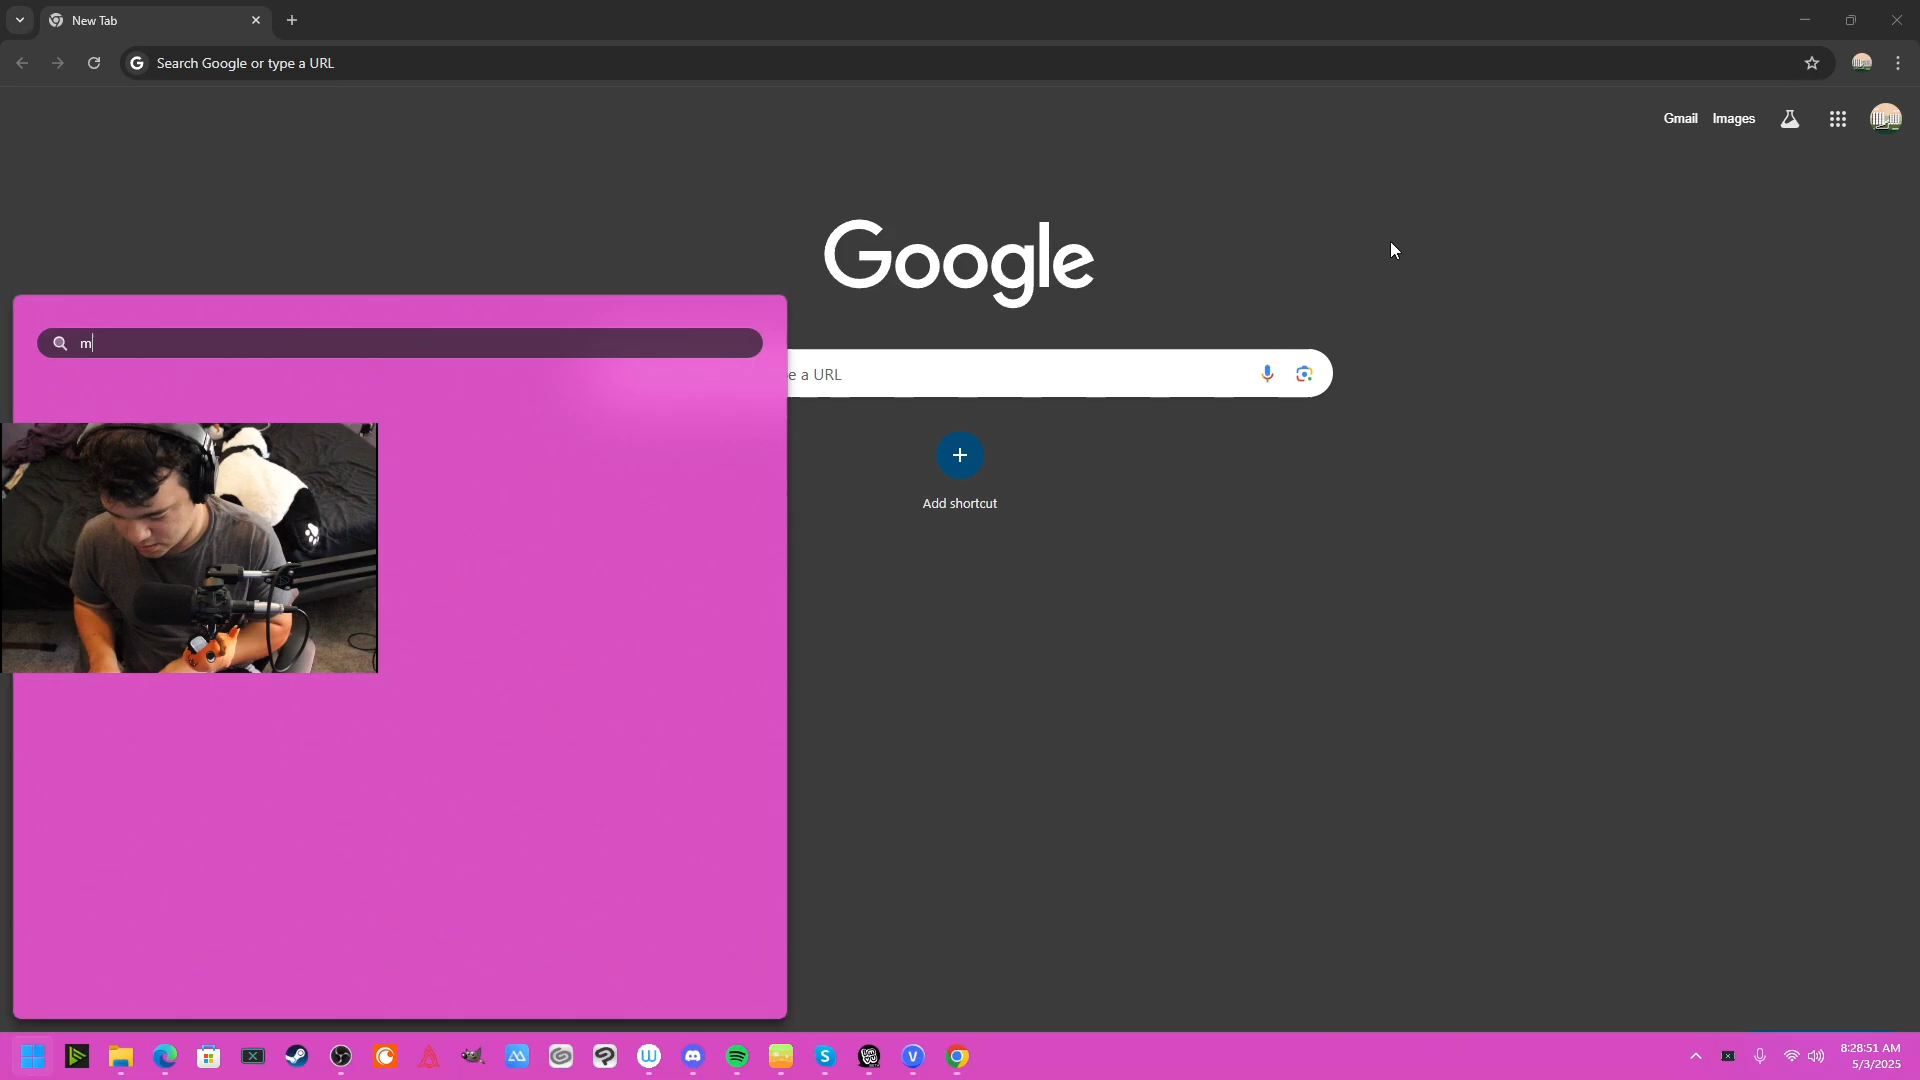 New Tab
Search Google or type a URL
Gmail Images
Google
m
e a URL
Add shortcut
8:28:51 AM
5/3/2025